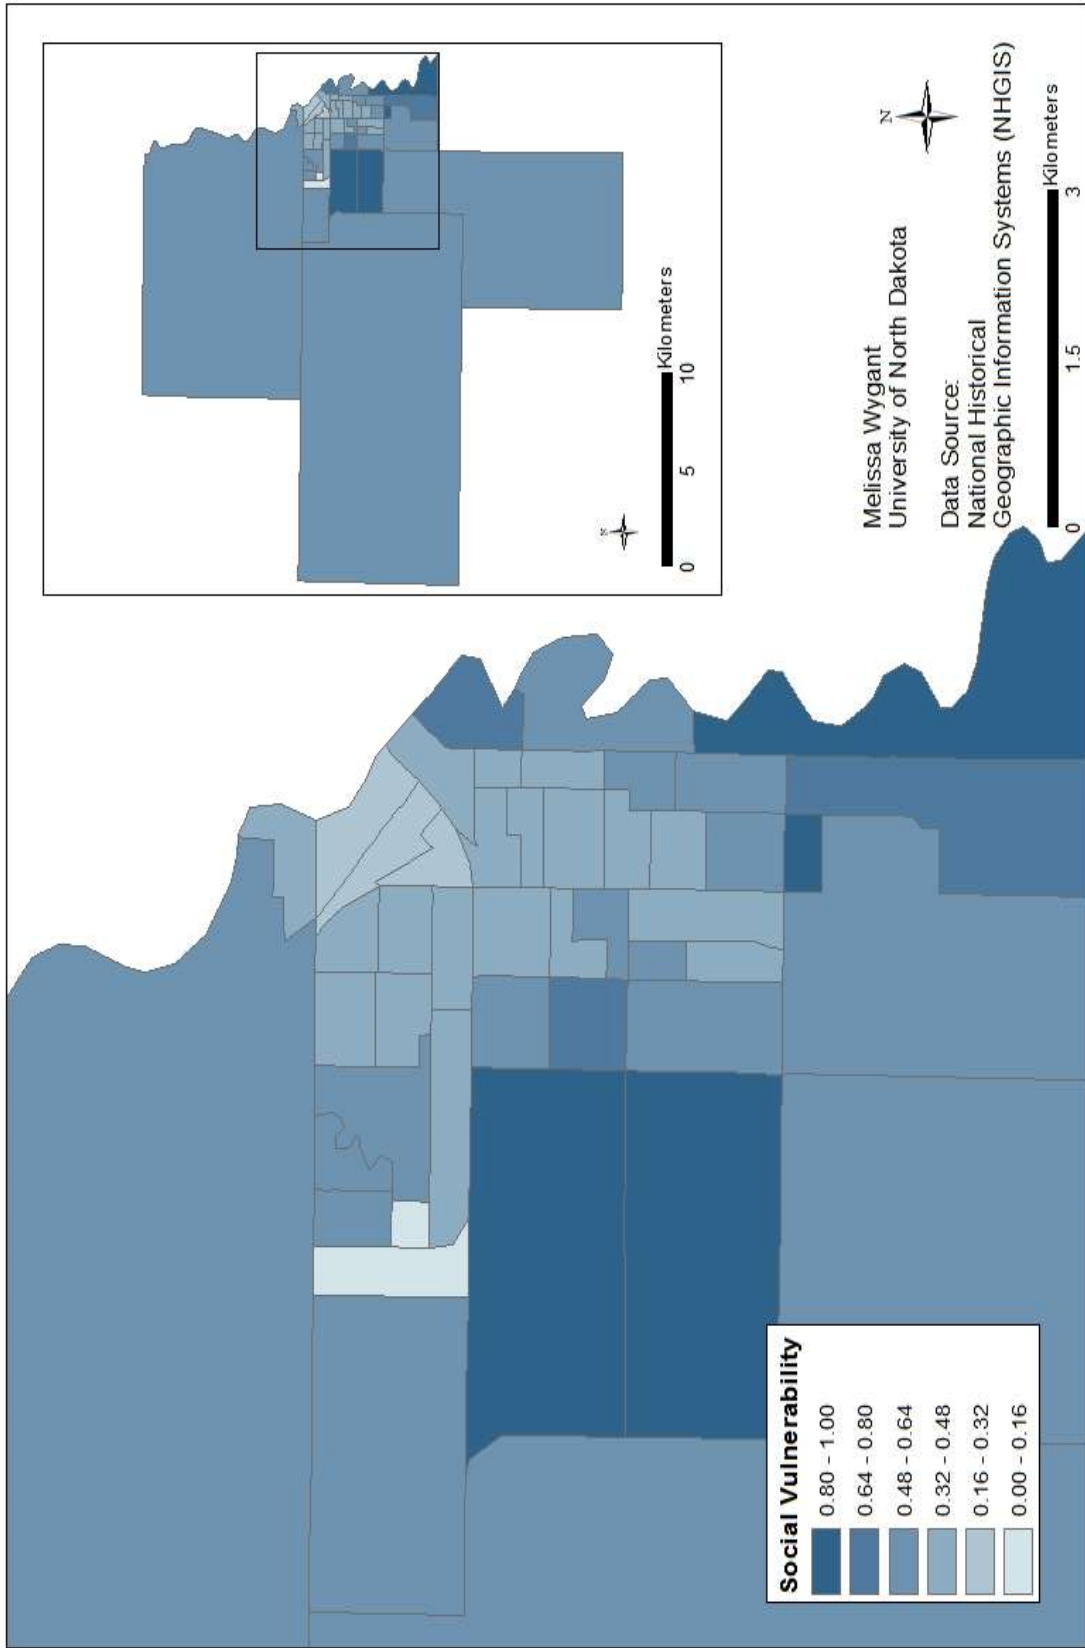 N
0 5 10 Kilometers
N
Melissa Wygant
University of North Dakota
Data Source:
National Historical
Geographic Information Systems (NHGIS)
0 1.5 3 Kilometers
Social Vulnerability
0.80 - 1.00
0.64 - 0.80
0.48 - 0.64
0.32 - 0.48
0.16 - 0.32
0.00 - 0.16